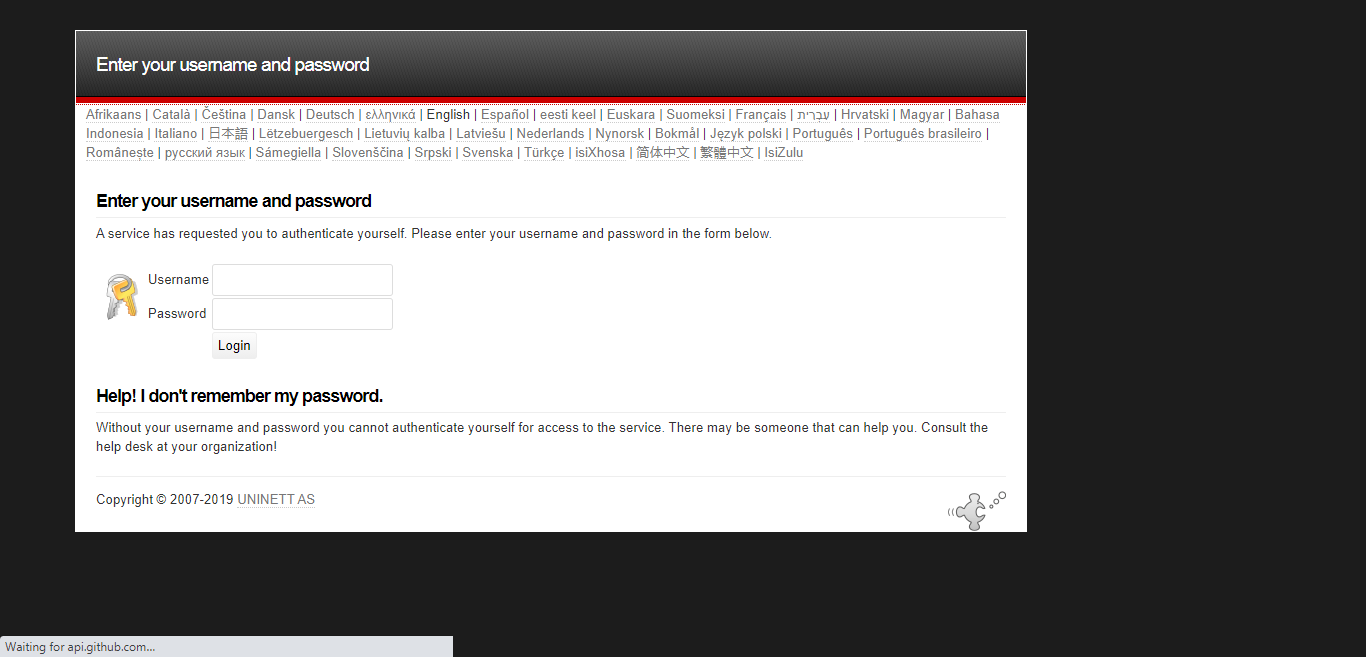 Enter your username and password
Afrikaans | Català | Čeština | Dansk | Deutsch | ελληνικά | English | Español | eesti keel | Euskara | Suomeksi | Français | עִבְרִית | Hrvatski | Magyar | Bahasa
Indonesia | Italiano | 日本語 | Lëtzebuergesch | Lietuvių kalba | Latviešu | Nederlands | Nynorsk | Bokmål | Język polski | Português | Português brasileiro |
Românește | русский язык | Sámegiella | Slovenščina | Srpski | Svenska | Türkçe | isiXhosa | 简体中文 | 繁體中文 | IsiZulu
Enter your username and password
A service has requested you to authenticate yourself. Please enter your username and password in the form below.
Username
Password
Login
Help! I don't remember my password.
Without your username and password you cannot authenticate yourself for access to the service. There may be someone that can help you. Consult the
help desk at your organization!
Copyright © 2007-2019 UNINETT AS
Waiting for api.github.com...